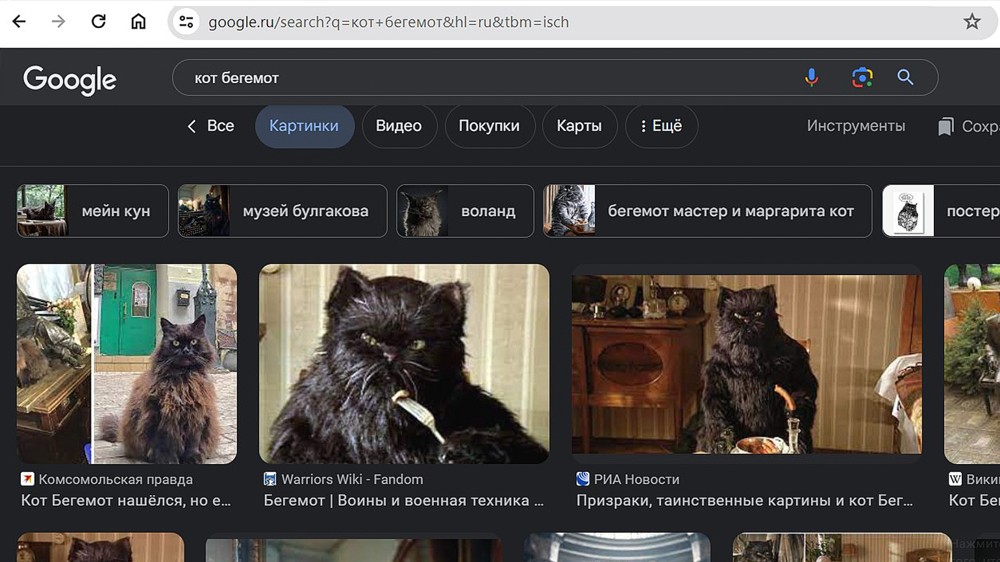 google.ru/search?q=кот+бегемот&hl=ru&tbm=isch
Google
кот бегемот
Все Картинки Видео Покупки Карты Ещё Инструменты Сохр
мейн кун музей булгакова воланд бегемот мастер и маргарита кот постер
Комсомольская правда
Кот Бегемот нашёлся, но е...
Warriors Wiki - Fandom
Бегемот | Воины и военная техника ...
РИА Новости
Призраки, таинственные картины и кот Бег...
W Вики
Кот Бе
Нажмит